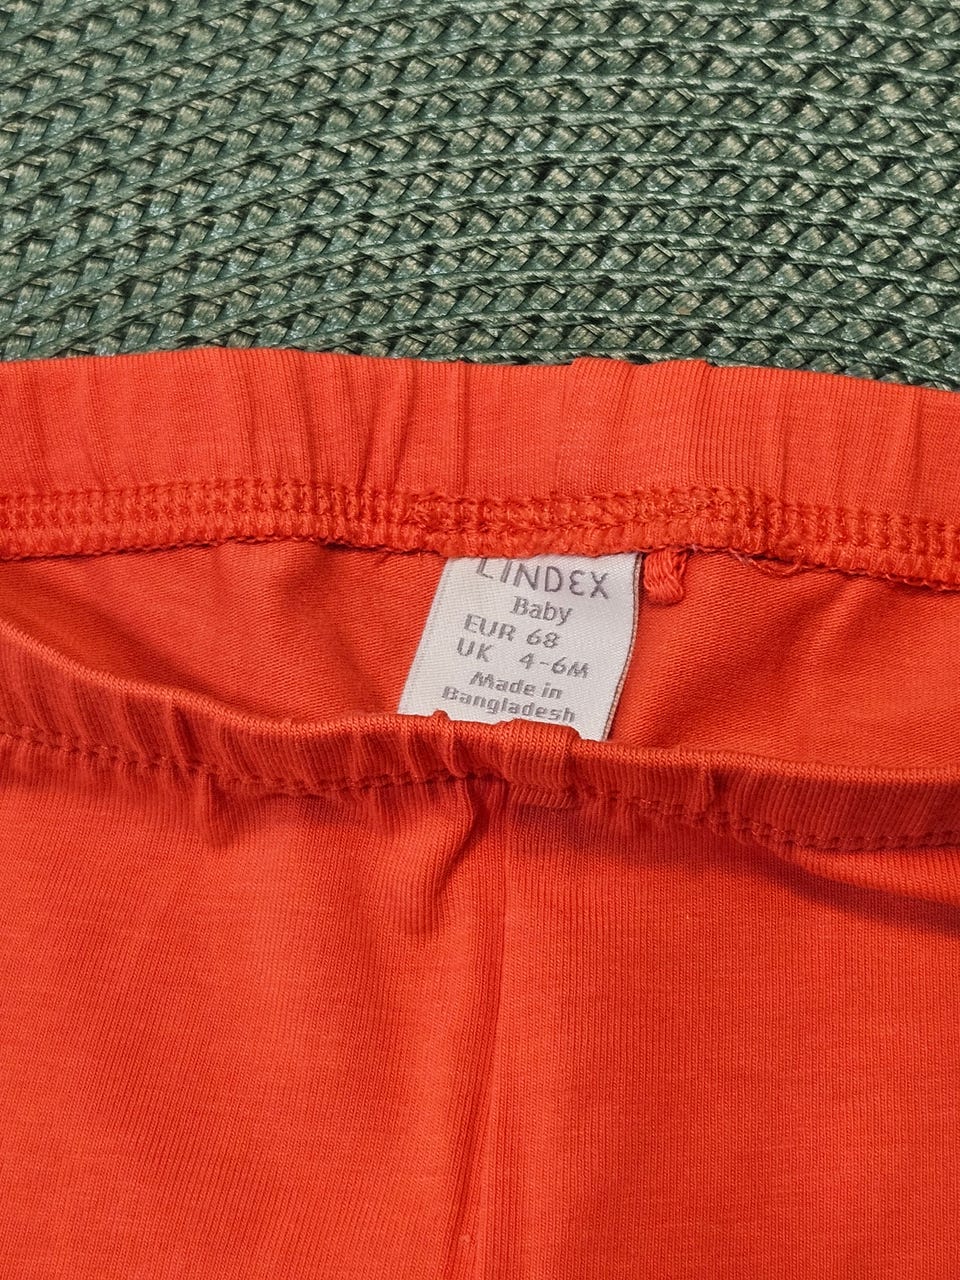 LINDEX
Baby
EUR 68
UK 4-6M
Made in
Bangladesh